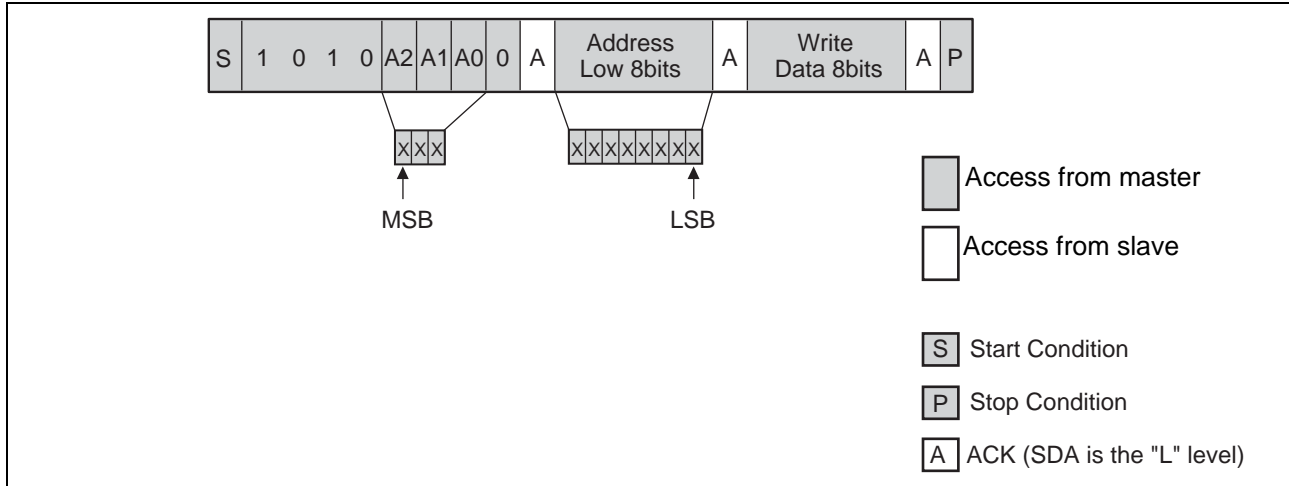 S 1 0 1 0 A2 A1 A0 0 A Address Low 8bits A Write Data 8bits A P
XXX XXXXXXXX
MSB LSB
Access from master
Access from slave
S Start Condition
P Stop Condition
A ACK (SDA is the "L" level)